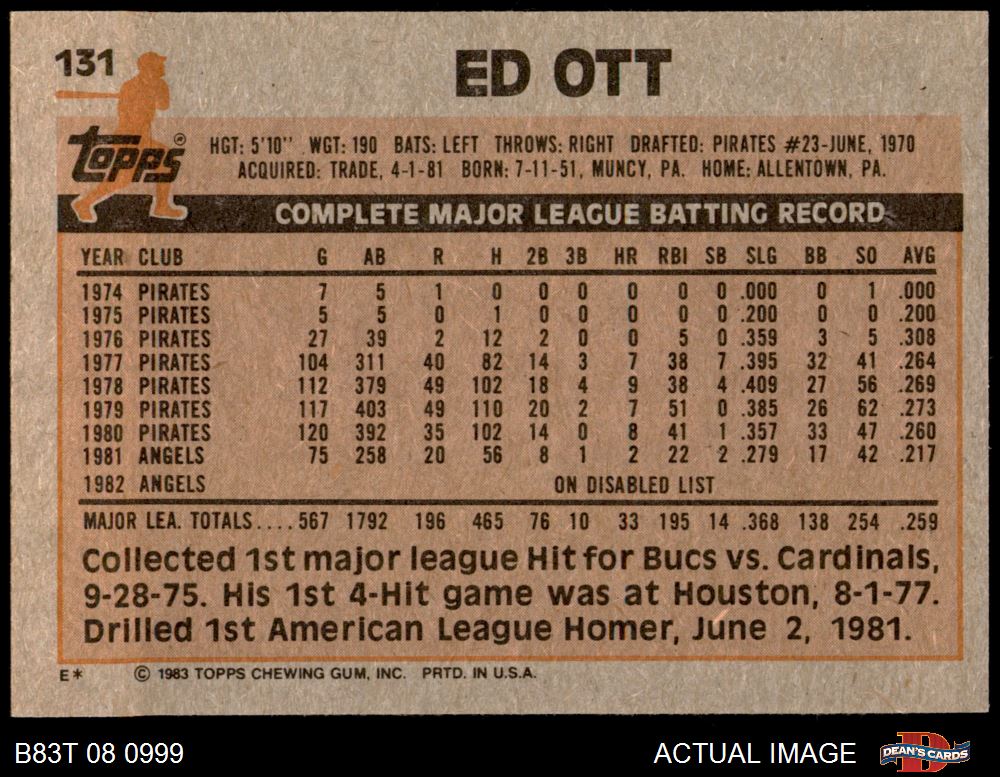 131
ED OTT
TOPPS ®
HGT: 5'10" WGT: 190 BATS: LEFT THROWS: RIGHT DRAFTED: PIRATES #23-JUNE, 1970
ACQUIRED: TRADE, 4-1-81 BORN: 7-11-51, MUNCY, PA. HOME: ALLENTOWN, PA.
COMPLETE MAJOR LEAGUE BATTING RECORD
YEAR CLUB G AB R H 2B 3B HR RBI SB SLG BB SO AVG
1974 PIRATES 7 5 1 0 0 0 0 0 0 .000 0 1 .000
1975 PIRATES 5 5 0 1 0 0 0 0 0 .200 0 0 .200
1976 PIRATES 27 39 2 12 2 0 0 5 0 .359 3 5 .308
1977 PIRATES 104 311 40 82 14 3 7 38 7 .395 32 41 .264
1978 PIRATES 112 379 49 102 18 4 9 38 4 .409 27 56 .269
1979 PIRATES 117 403 49 110 20 2 7 51 0 .385 26 62 .273
1980 PIRATES 120 392 35 102 14 0 8 41 1 .357 33 47 .260
1981 ANGELS 75 258 20 56 8 1 2 22 2 .279 17 42 .217
1982 ANGELS ON DISABLED LIST
MAJOR LEA. TOTALS....567 1792 196 465 76 10 33 195 14 .368 138 254 .259
Collected 1st major league Hit for Bucs vs. Cardinals,
9-28-75. His 1st 4-Hit game was at Houston, 8-1-77.
Drilled 1st American League Homer, June 2, 1981.
E* © 1983 TOPPS CHEWING GUM, INC. PRTD. IN U.S.A.
B83T 08 0999 ACTUAL IMAGE D DEAN'S CARDS